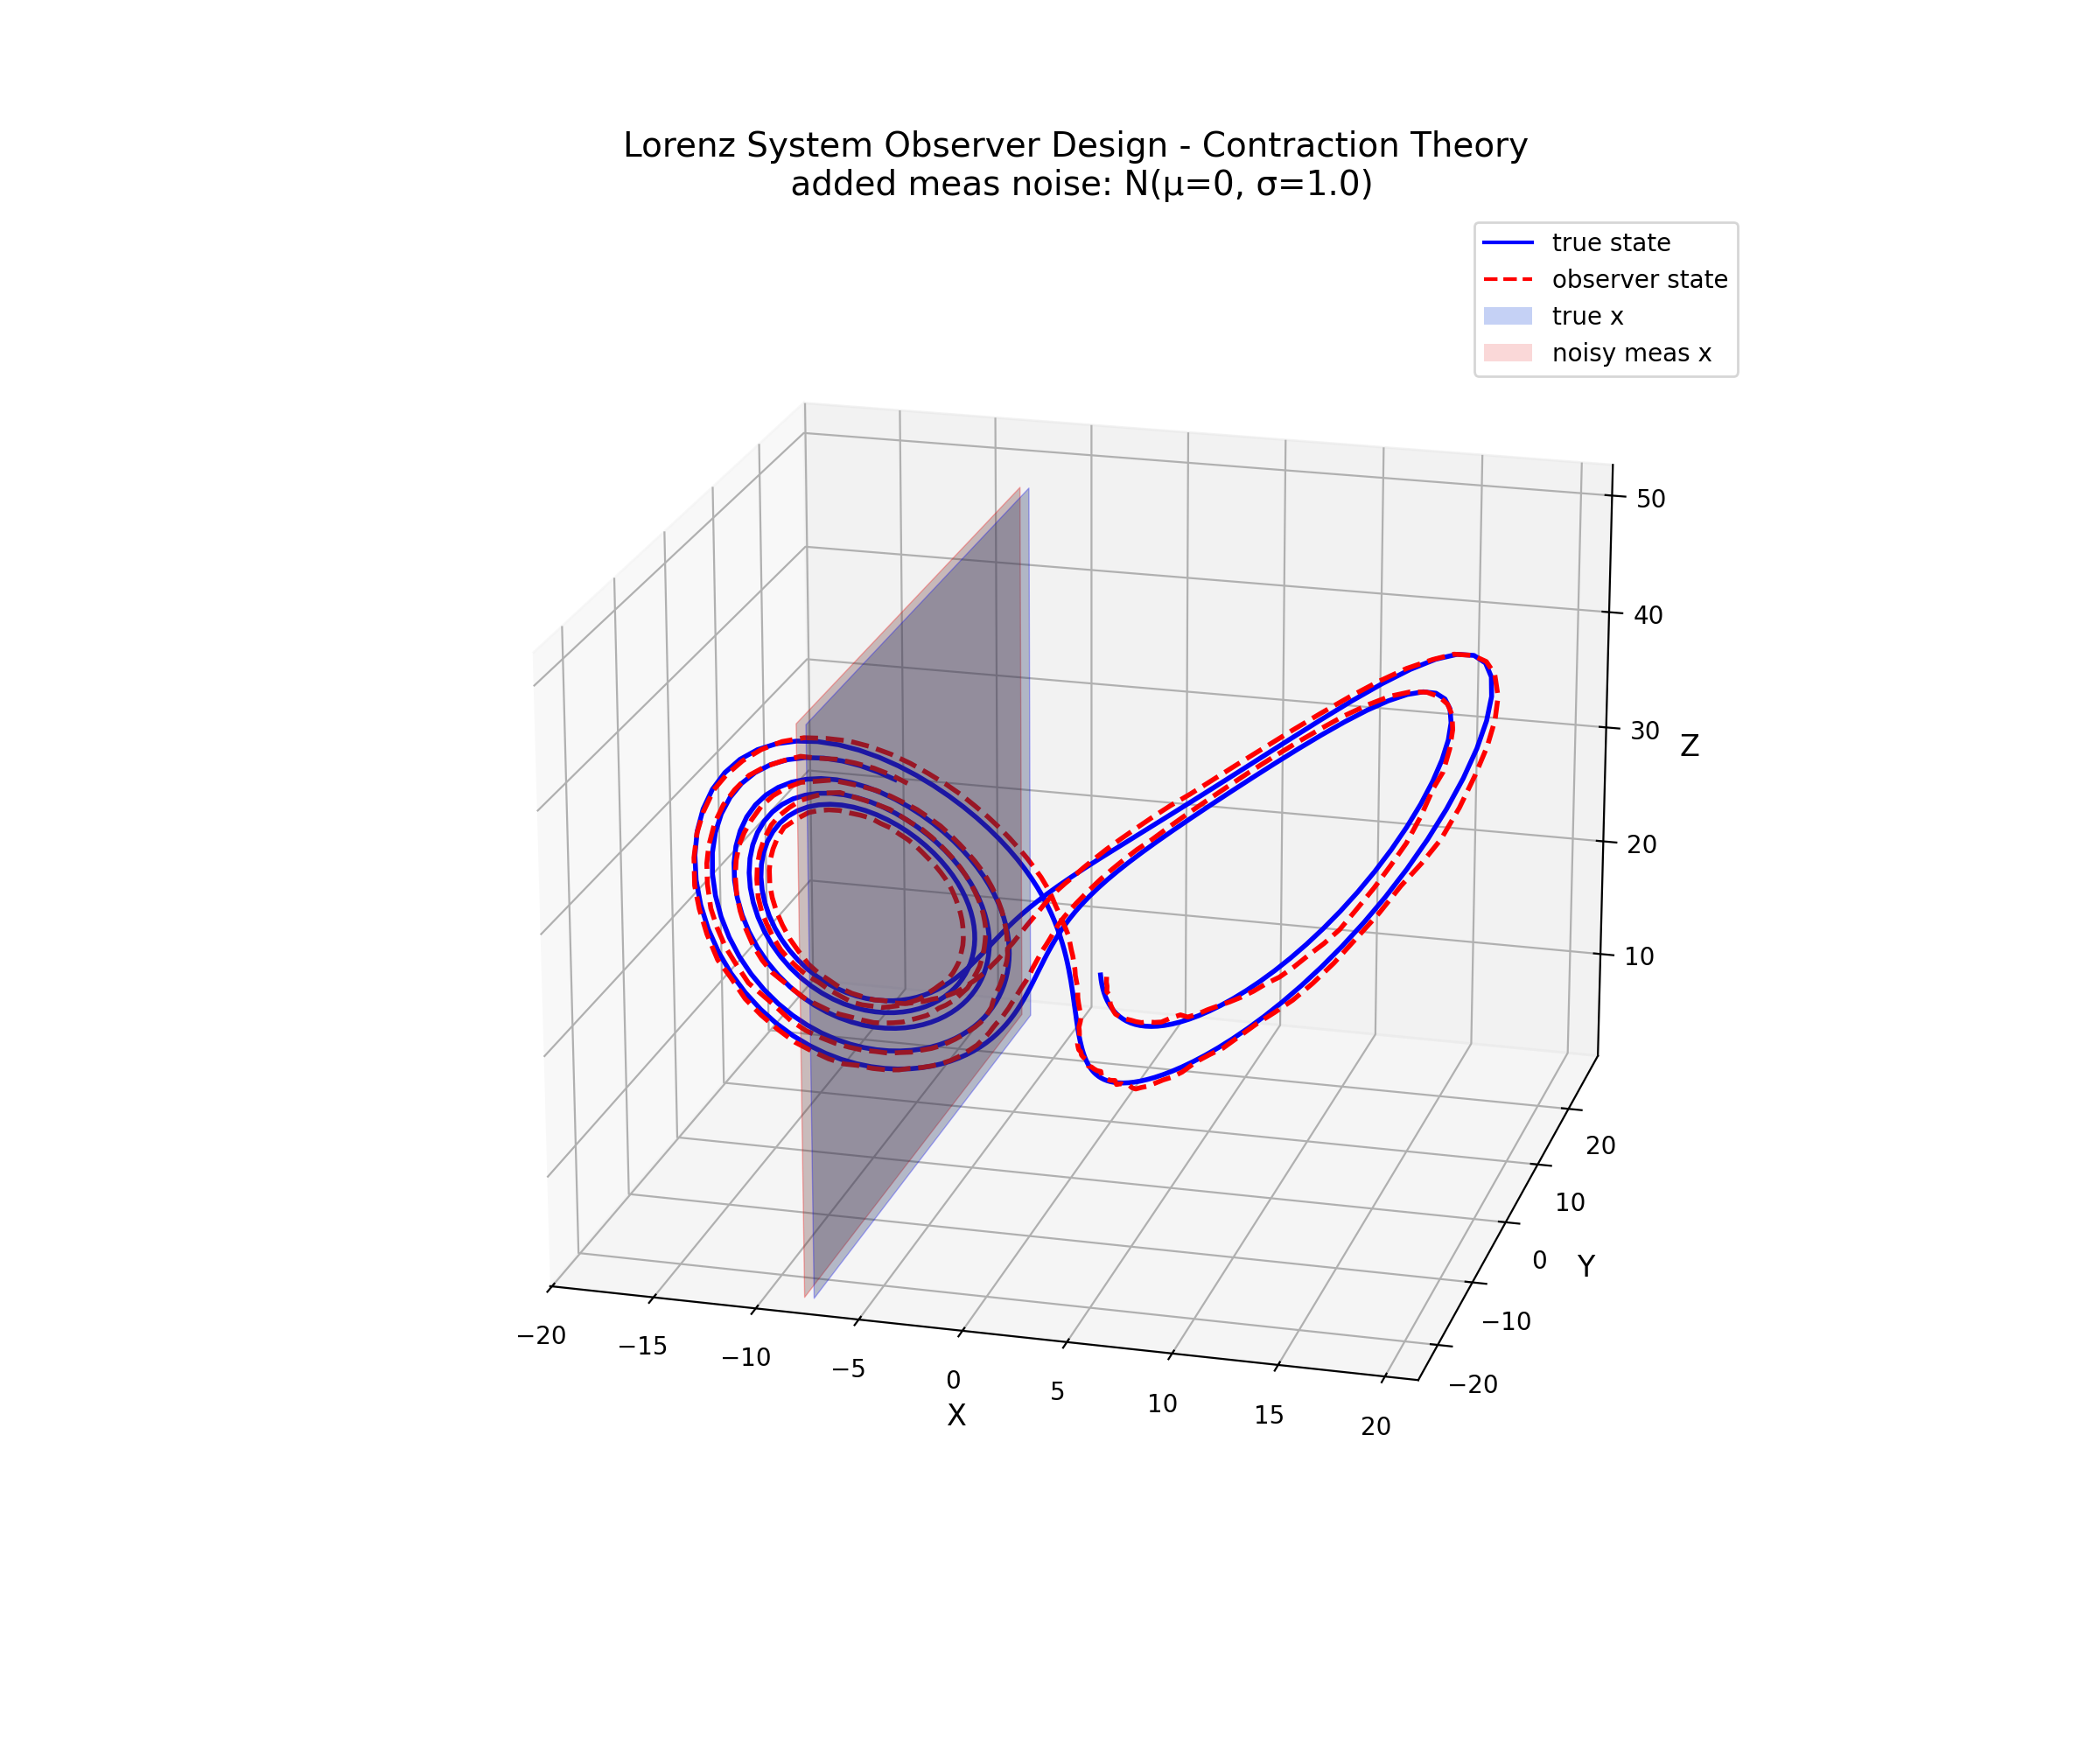 Lorenz System Observer Design - Contraction Theory
added meas noise: N(μ=0, σ=1.0)
true state
observer state
true x
noisy meas x
50
40
30
Z
20
10
20
10
0
Y
−10
−20
−20
−15
−10
−5
0
5
10
15
20
X